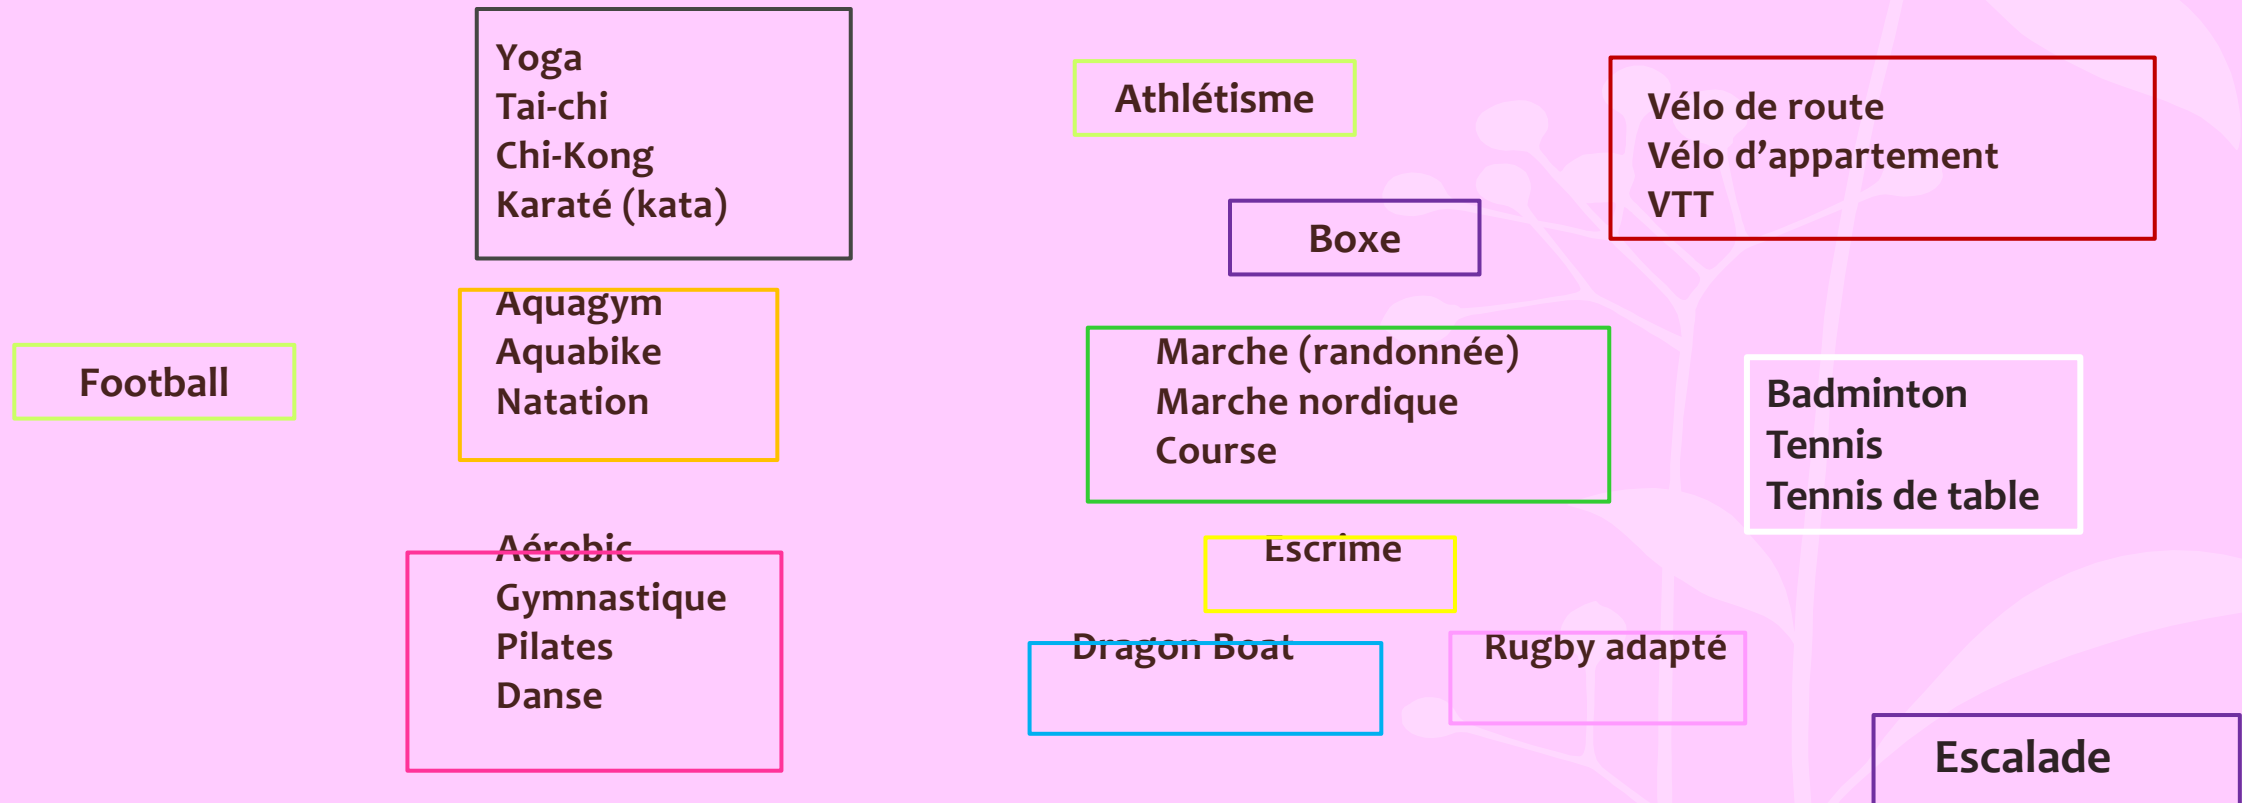 Yoga
Tai-chi
Chi-Kong
Karaté (kata)
Athlétisme
Vélo de route
Vélo d’appartement
VTT
Boxe
Football
Aquagym
Aquabike
Natation
Marche (randonnée)
Marche nordique
Course
Badminton
Tennis
Tennis de table
Aérobic
Gymnastique
Pilates
Danse
Escrime
Dragon Boat
Rugby adapté
Escalade